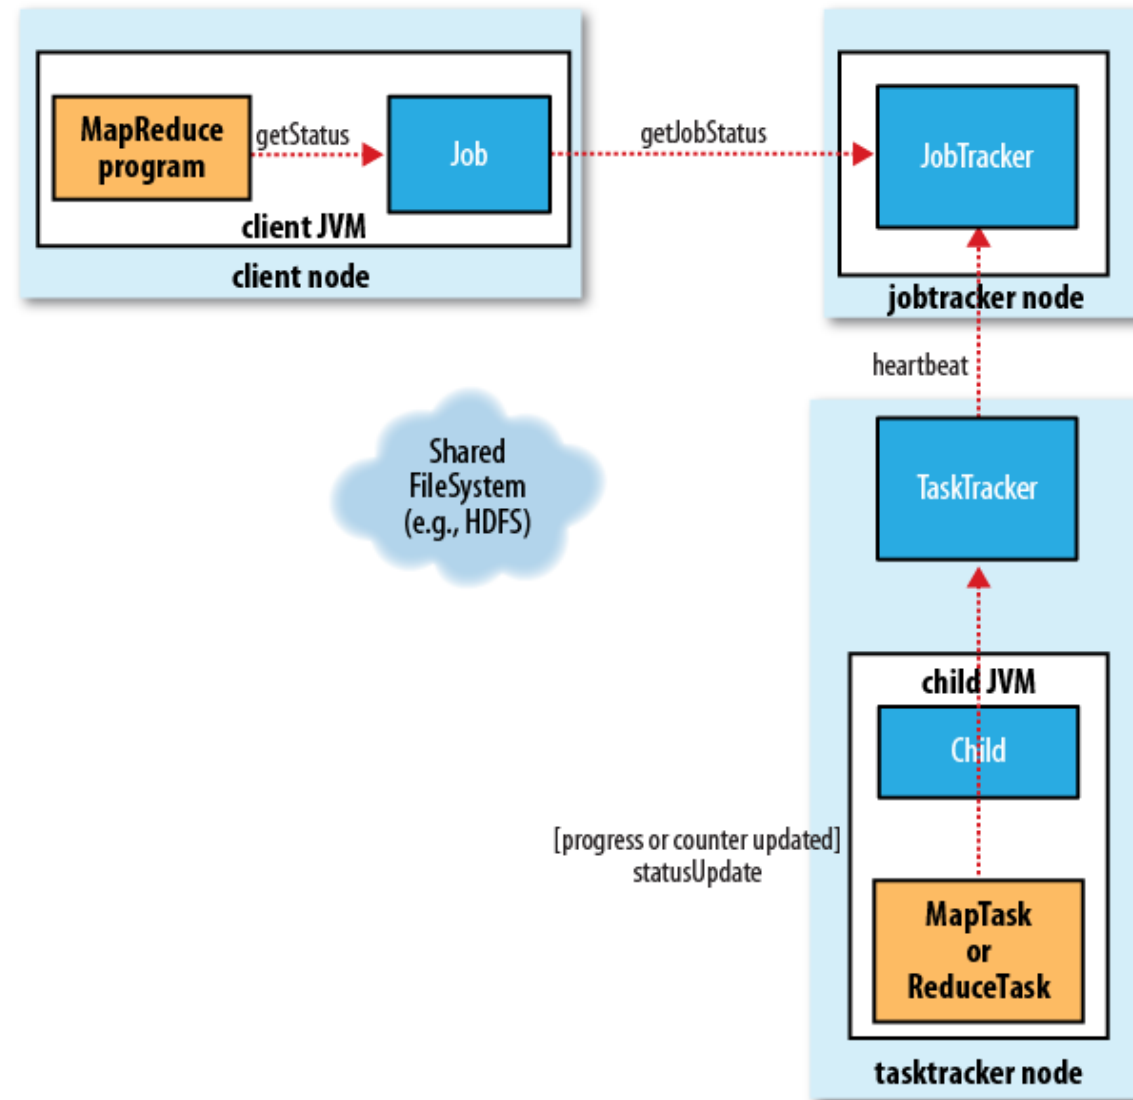 MapReduce
program
getStatus
Job
client JVM
client node
getJobStatus
JobTracker
jobtracker node
heartbeat
Shared
FileSystem
(e.g., HDFS)
TaskTracker
child JVM
Child
[progress or counter updated]
statusUpdate
MapTask
or
ReduceTask
tasktracker node